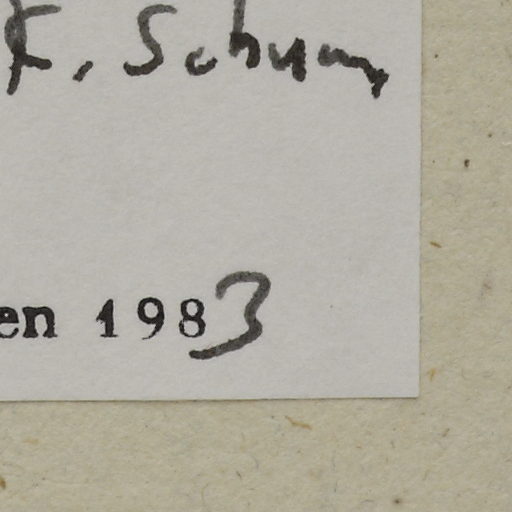 K. Schum
en 1983